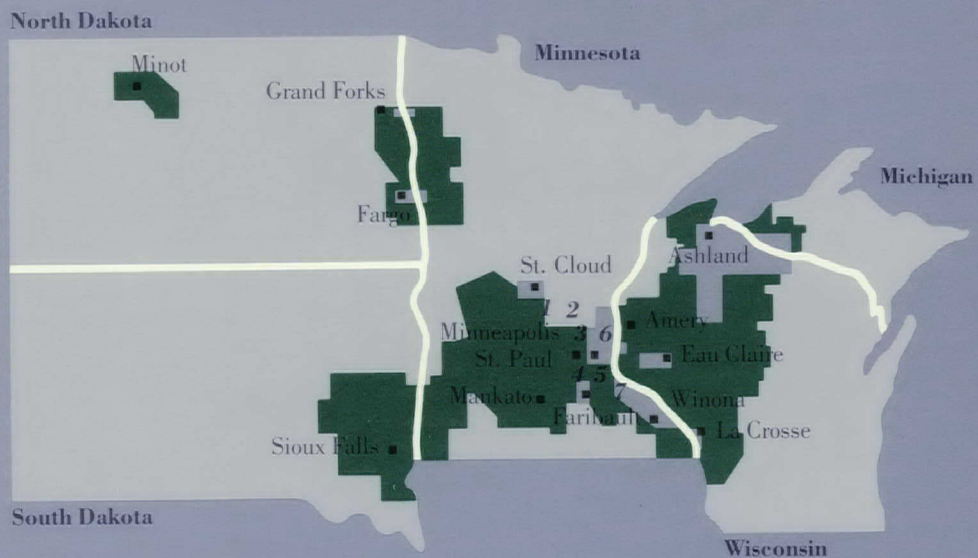 North Dakota
Minnesota
Minot
Grand Forks
Michigan
Fargo
Ashland
St. Cloud
1 2
Minneapolis 3 6 Amery
St. Paul Eau Claire
4 5
Mankato 7 Winona
Faribault La Crosse
Sioux Falls
South Dakota
Wisconsin